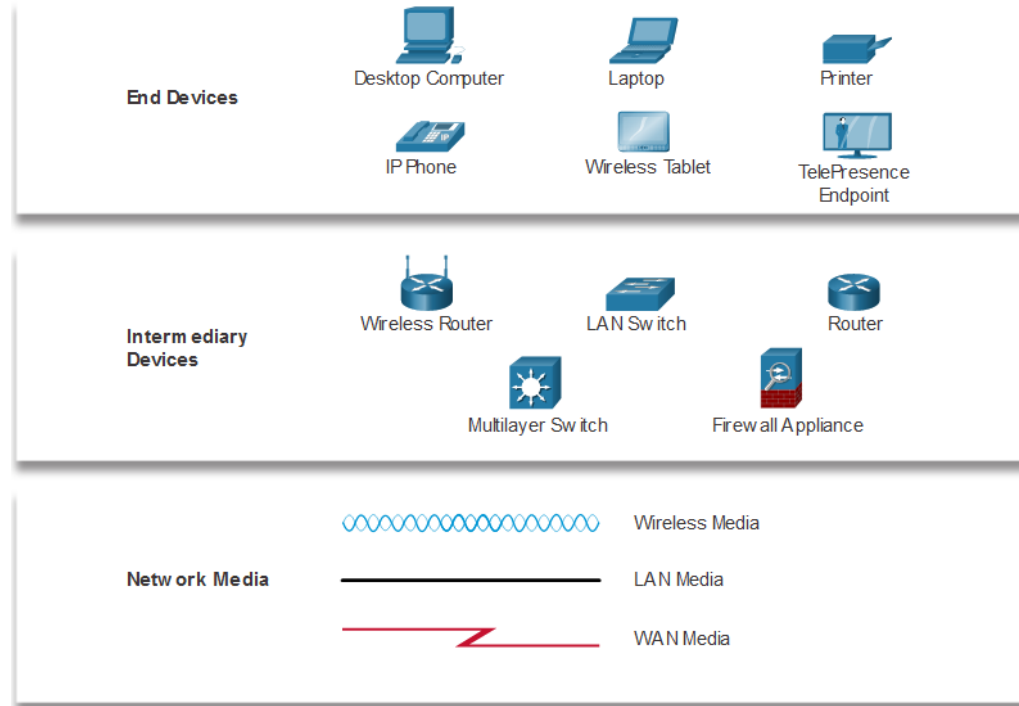 Desktop Computer
Laptop
Printer
End Devices
IP Phone
Wireless Tablet
TelePresence
Endpoint
Wireless Router
LAN Switch
Router
Intermediary
Devices
Multilayer Switch
Firewall Appliance
Wireless Media
Network Media
LAN Media
WAN Media